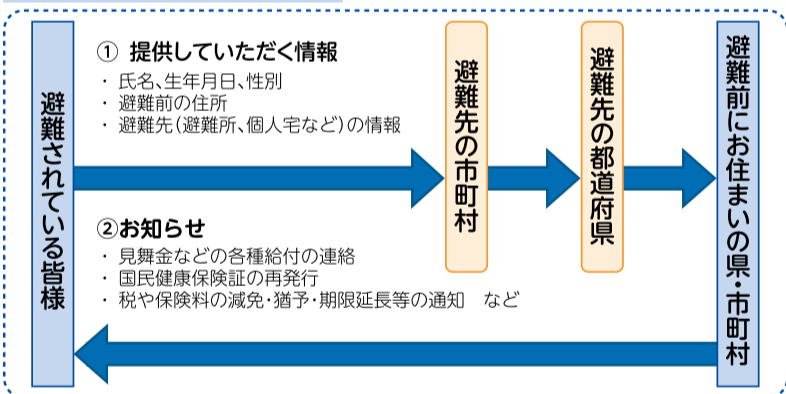 避難されている皆様
① 提供していただく情報
・ 氏名、生年月日、性別
・ 避難前の住所
・ 避難先（避難所、個人宅など）の情報
避難先の市町村
避難先の都道府県
避難前にお住まいの県・市町村
②お知らせ
・ 見舞金などの各種給付の連絡
・ 国民健康保険証の再発行
・ 税や保険料の減免・猶予・期限延長等の通知　など